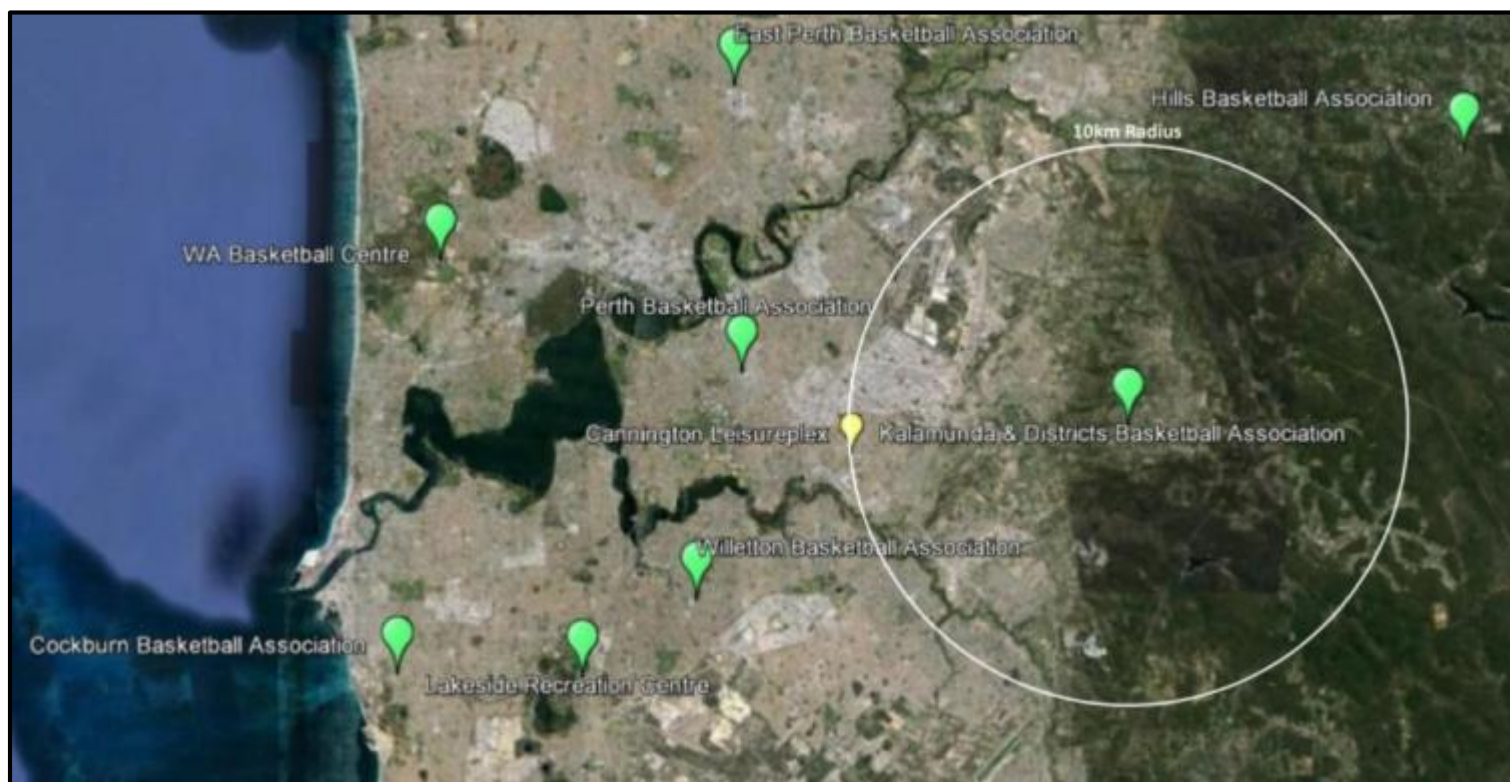 East Perth Basketball Association
Hills Basketball Association
10km Radius
WA Basketball Centre
Perth Basketball Association
Cannington Leisureplex
Kalamunda & Districts Basketball Association
Willetton Basketball Association
Cockburn Basketball Association
Lakeside Recreation Centre